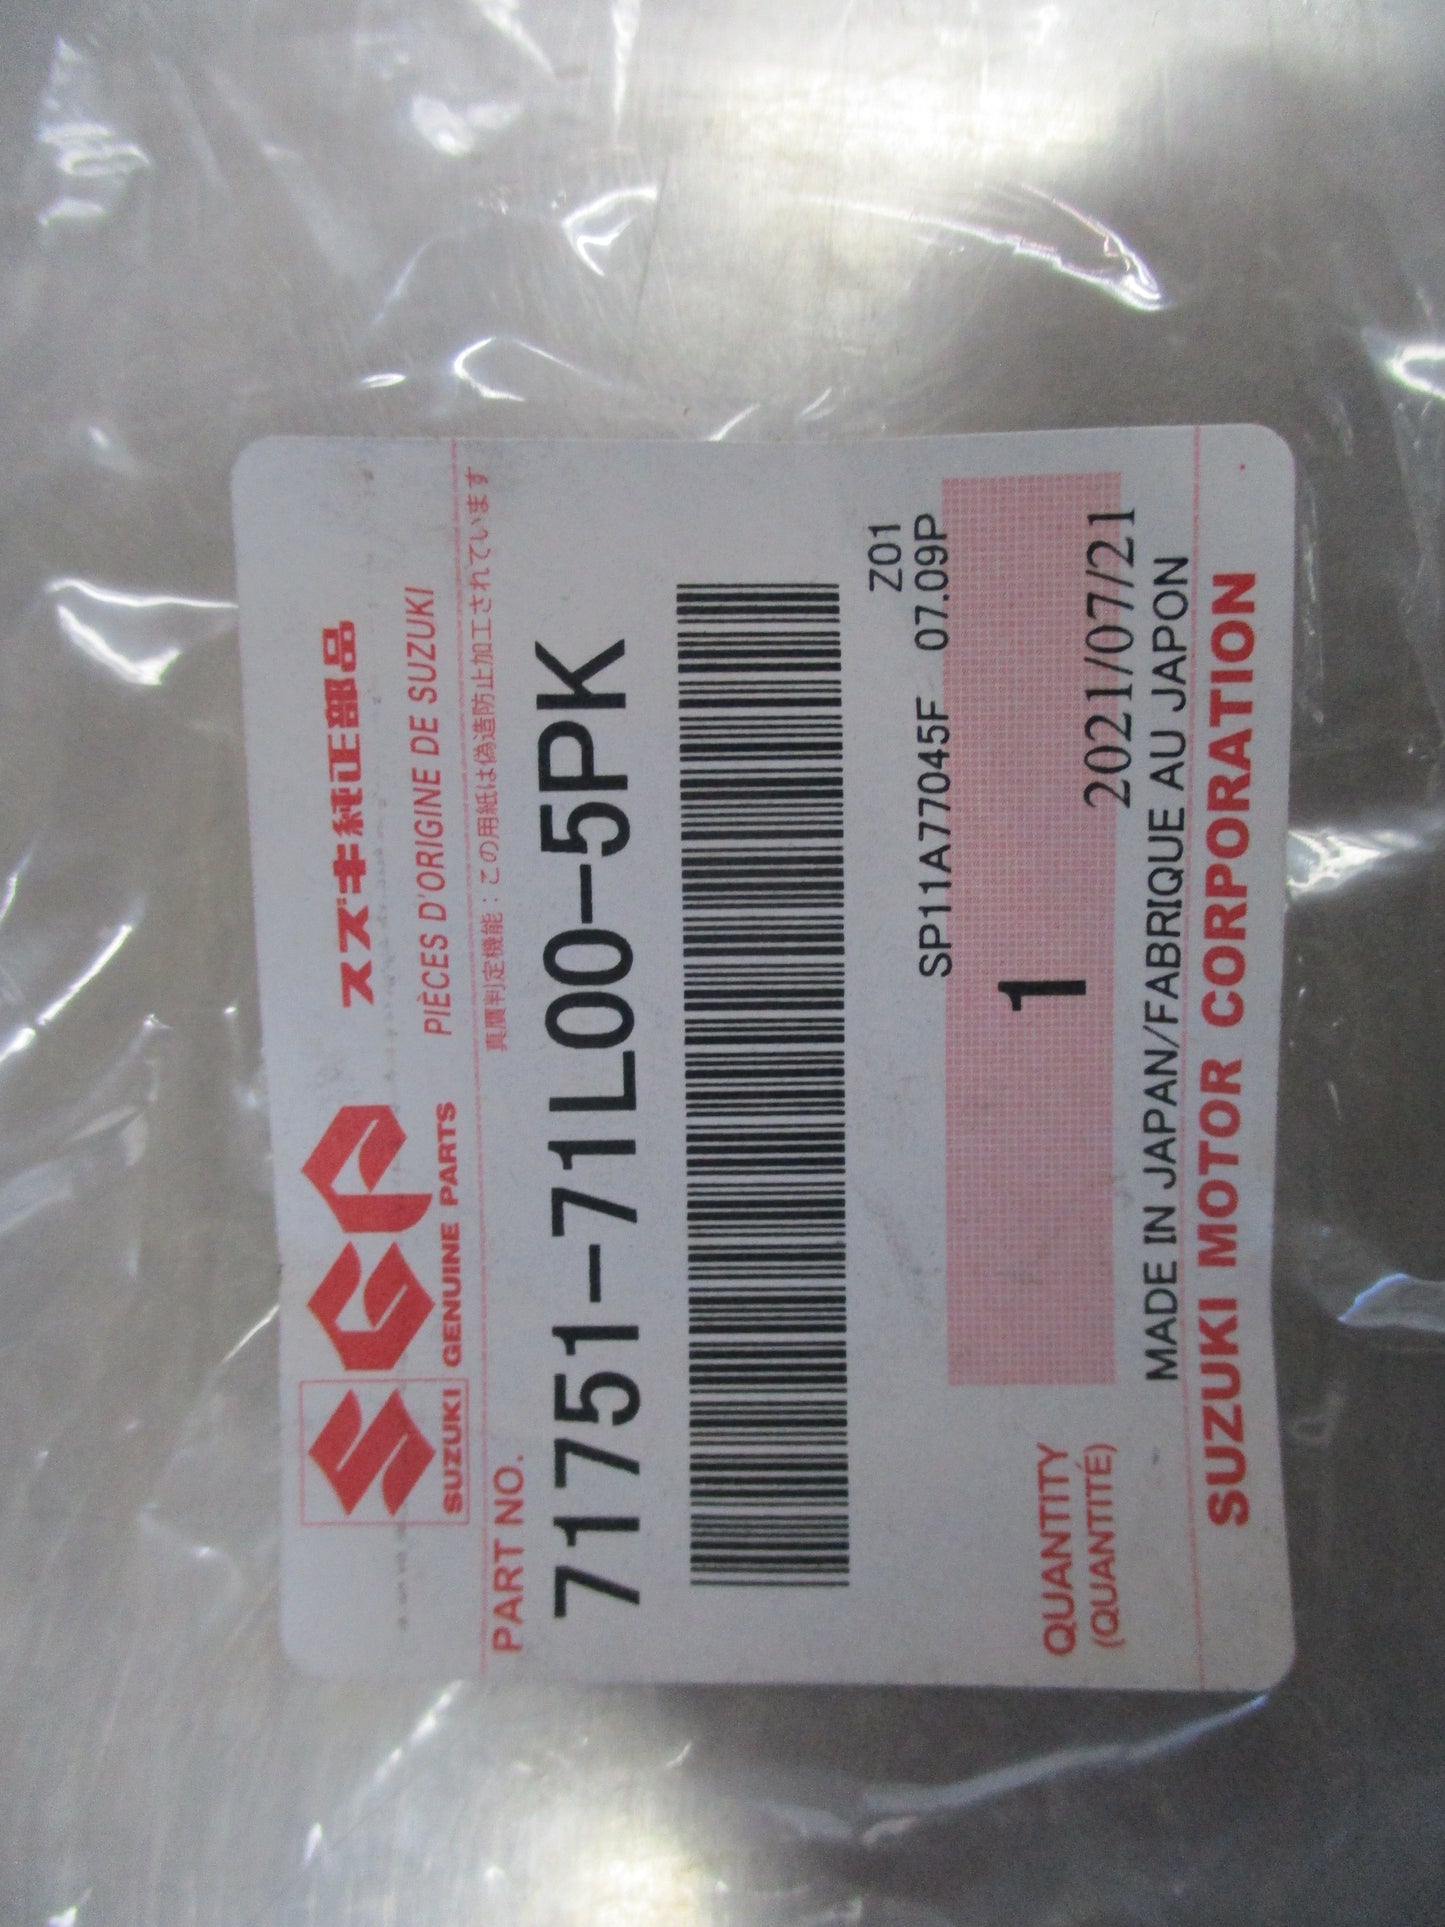 SGP
スズキ純正部品
SUZUKI GENUINE PARTS
PIÈCES D'ORIGINE DE SUZUKI
真贋判定機能：この用紙は偽造防止加工されています
PART NO.
71751-71L00-5PK
Z01
SP11A77045F 07.09P
QUANTITY
(QUANTITÉ)
1
2021/07/21
MADE IN JAPAN/FABRIQUE AU JAPON
SUZUKI MOTOR CORPORATION